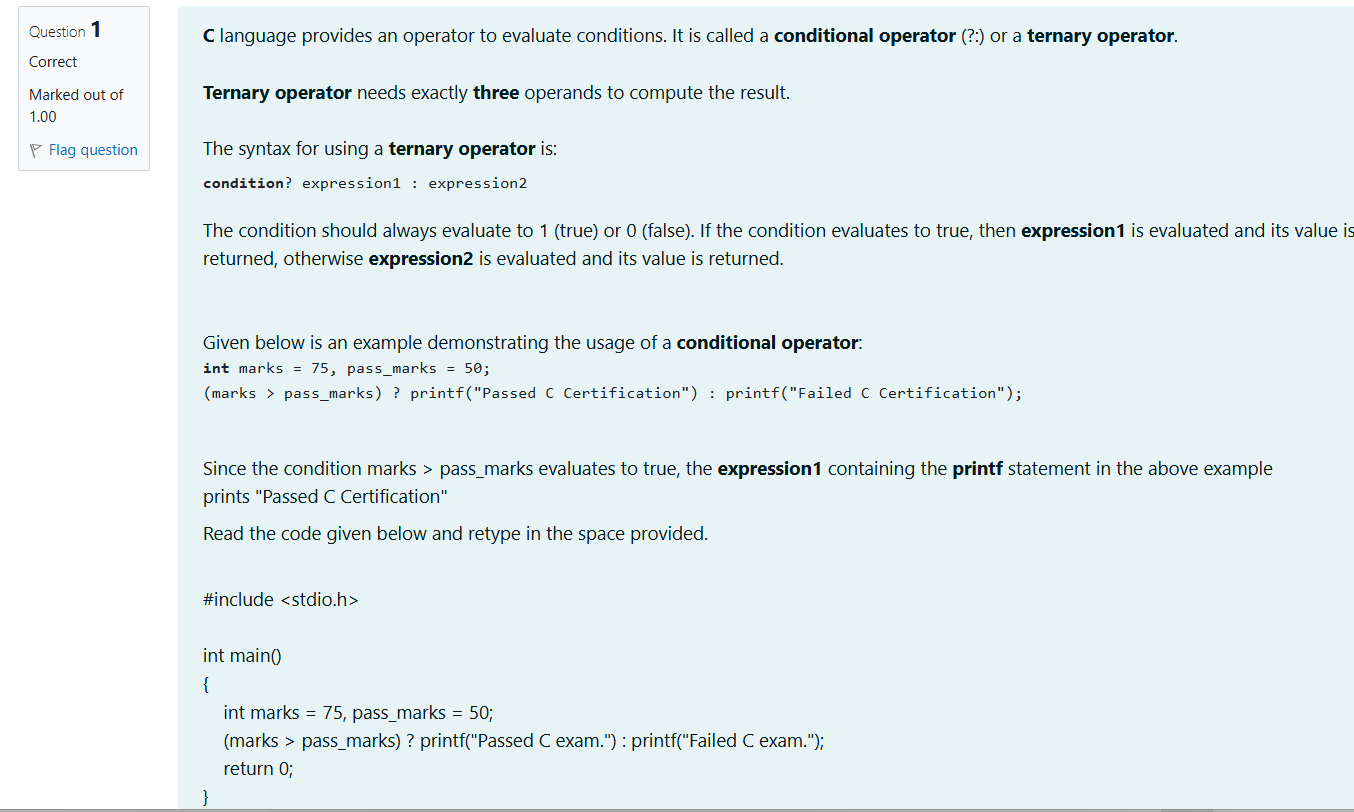 Question 1
Correct
Marked out of
1.00
Flag question
C language provides an operator to evaluate conditions. It is called a conditional operator (?:) or a ternary operator.
Ternary operator needs exactly three operands to compute the result.
The syntax for using a ternary operator is:
condition? expression1 : expression2
The condition should always evaluate to 1 (true) or 0 (false). If the condition evaluates to true, then expression1 is evaluated and its value is
returned, otherwise expression2 is evaluated and its value is returned.
Given below is an example demonstrating the usage of a conditional operator:
int marks = 75, pass_marks = 50;
(marks > pass_marks) ? printf("Passed C Certification") : printf("Failed C Certification");
Since the condition marks > pass_marks evaluates to true, the expression1 containing the printf statement in the above example
prints "Passed C Certification"
Read the code given below and retype in the space provided.
#include <stdio.h>
int main()
{
int marks = 75, pass_marks = 50;
(marks > pass_marks) ? printf("Passed C exam.") : printf("Failed C exam.");
return 0;
}